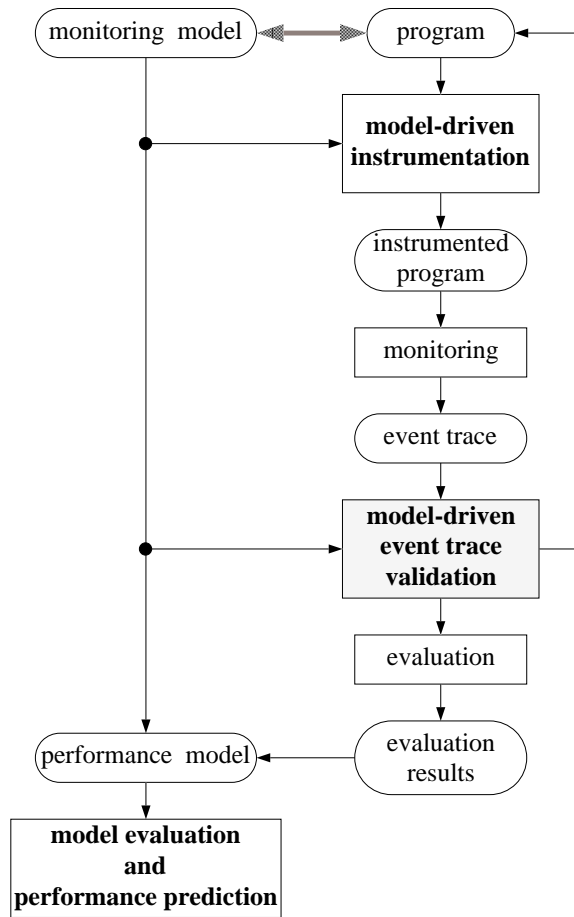 monitoring model
program
model-driven
instrumentation
instrumented
program
monitoring
event trace
model-driven
event trace
validation
evaluation
performance model
evaluation
results
model evaluation
and
performance prediction